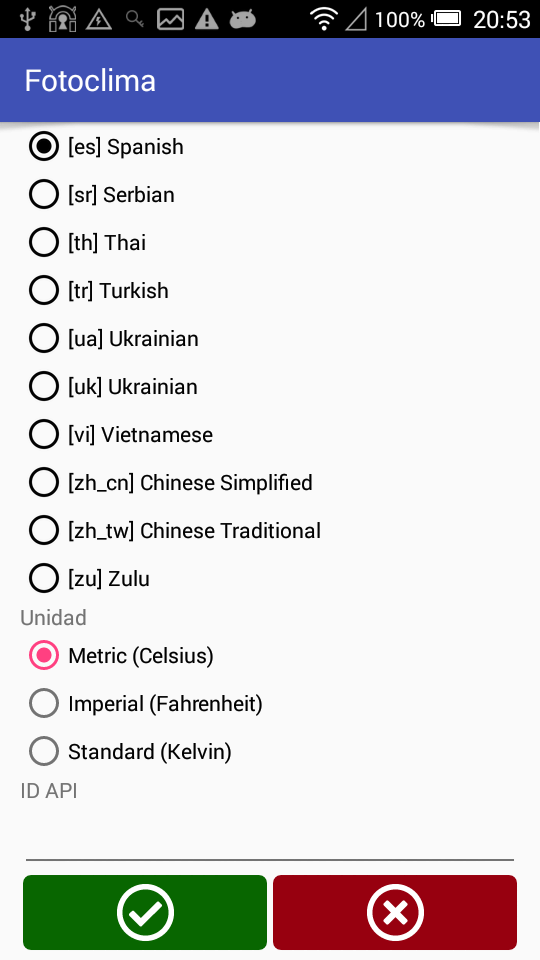 100% 20:53
Fotoclima
[es] Spanish
[sr] Serbian
[th] Thai
[tr] Turkish
[ua] Ukrainian
[uk] Ukrainian
[vi] Vietnamese
[zh_cn] Chinese Simplified
[zh_tw] Chinese Traditional
[zu] Zulu
Unidad
Metric (Celsius)
Imperial (Fahrenheit)
Standard (Kelvin)
ID API